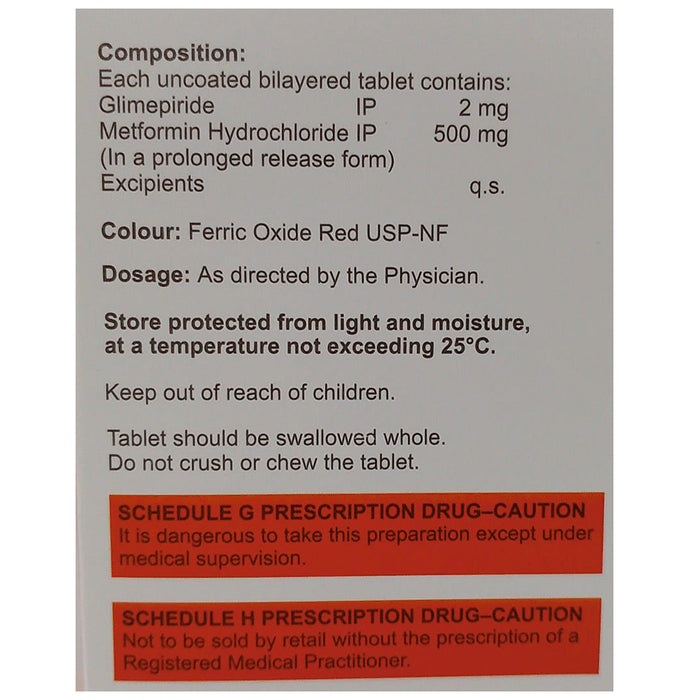 Composition:
Each uncoated bilayered tablet contains:
Glimepiride IP 2 mg
Metformin Hydrochloride IP 500 mg
(In a prolonged release form)
Excipients q.s.
Colour: Ferric Oxide Red USP-NF
Dosage: As directed by the Physician.
Store protected from light and moisture,
at a temperature not exceeding 25°C.
Keep out of reach of children.
Tablet should be swallowed whole.
Do not crush or chew the tablet.
SCHEDULE G PRESCRIPTION DRUG–CAUTION
It is dangerous to take this preparation except under
medical supervision.
SCHEDULE H PRESCRIPTION DRUG–CAUTION
Not to be sold by retail without the prescription of a
Registered Medical Practitioner.